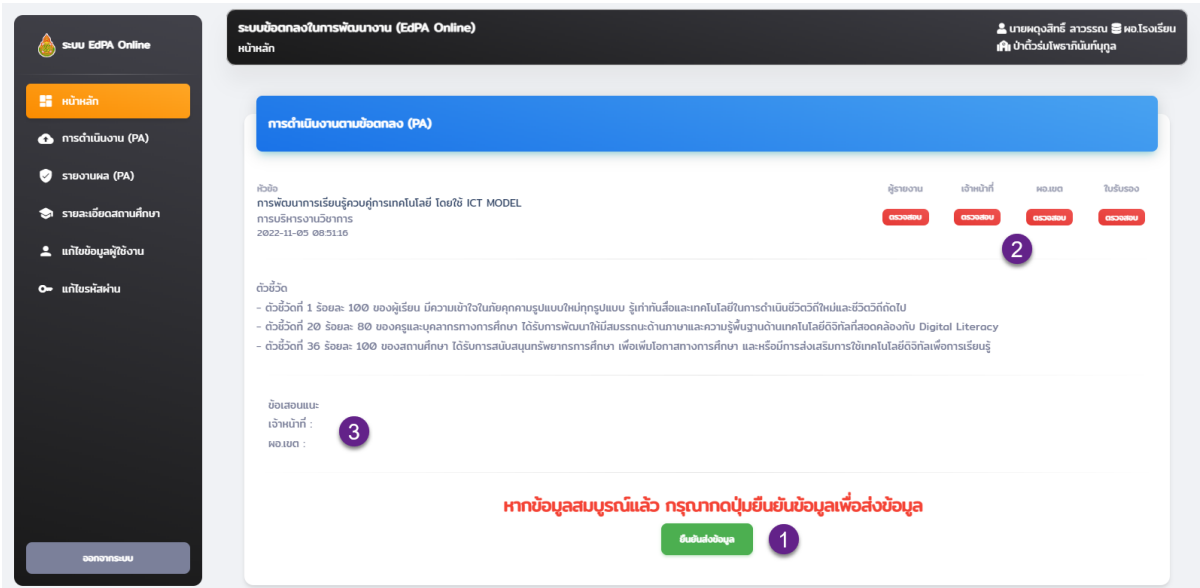 ระบบ EdPA Online
หน้าหลัก
การดำเนินงาน (PA)
รายงานผล (PA)
รายละเอียดสถานศึกษา
แก้ไขข้อมูลผู้ใช้งาน
แก้ไขรหัสผ่าน
ออกจากระบบ
ระบบข้อตกลงในการพัฒนางาน (EdPA Online)
หน้าหลัก
นายผดุงสิทธิ์ ลาวรรณ ผอ.โรงเรียน
ป่าติ้วร่มโพธาภินันท์นุกูล
การดำเนินงานตามข้อตกลง (PA)
หัวข้อ
การพัฒนาการเรียนรู้ควบคู่การเทคโนโลยี โดยใช้ ICT MODEL
การบริหารงานวิชาการ
2022-11-05 08:51:16
ผู้รายงาน เจ้าหน้าที่ ผอ.เขต ใบรับรอง
ตรวจสอบ ตรวจสอบ ตรวจสอบ ตรวจสอบ
2
ตัวชี้วัด
- ตัวชี้วัดที่ 1 ร้อยละ 100 ของผู้เรียน มีความเข้าใจในภัยคุกคามรูปแบบใหม่ทุกรูปแบบ รู้เท่าทันสื่อและเทคโนโลยีในการดำเนินชีวิตวิถีใหม่และชีวิตวิถีถัดไป
- ตัวชี้วัดที่ 20 ร้อยละ 80 ของครูและบุคลากรทางการศึกษา ได้รับการพัฒนาให้มีสมรรถนะด้านภาษาและความรู้พื้นฐานด้านเทคโนโลยีดิจิทัลที่สอดคล้องกับ Digital Literacy
- ตัวชี้วัดที่ 36 ร้อยละ 100 ของสถานศึกษา ได้รับการสนับสนุนทรัพยากรการศึกษา เพื่อเพิ่มโอกาสทางการศึกษา และหรือมีการส่งเสริมการใช้เทคโนโลยีดิจิทัลเพื่อการเรียนรู้
ข้อเสอนแนะ
เจ้าหน้าที่ :
ผอ.เขต :
3
หากข้อมูลสมบูรณ์แล้ว กรุณากดปุ่มยืนยันข้อมูลเพื่อส่งข้อมูล
ยืนยันส่งข้อมูล
1